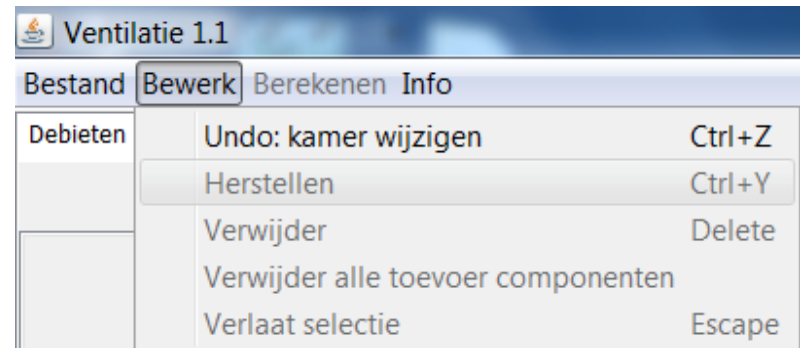 Ventilatie 1.1
Bestand Bewerk Berekenen Info
Debieten
Undo: kamer wijzigen Ctrl+Z
Herstellen Ctrl+Y
Verwijder Delete
Verwijder alle toevoer componenten
Verlaat selectie Escape